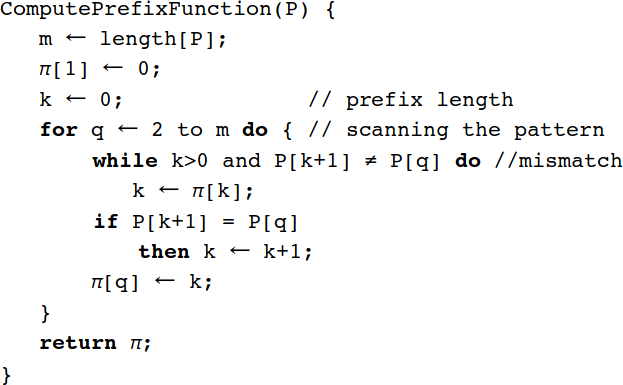 ComputePrefixFunction(P) {
m ← length[P];
π[1] ← 0;
k ← 0; // prefix length
for q ← 2 to m do { // scanning the pattern
while k>0 and P[k+1] ≠ P[q] do //mismatch
k ← π[k];
if P[k+1] = P[q]
then k ← k+1;
π[q] ← k;
}
return π;
}